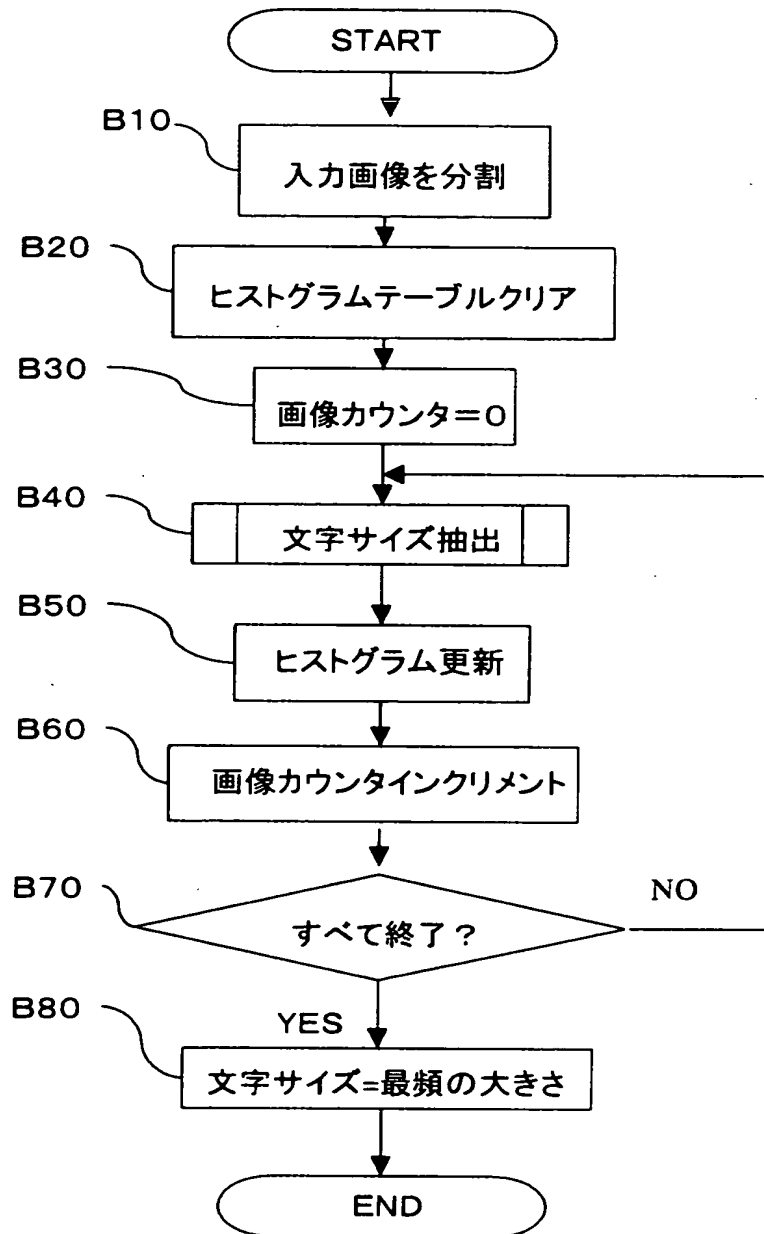 START
B10
入力画像を分割
B20
ヒストグラムテーブルクリア
B30
画像カウンタ=0
B40
文字サイズ抽出
B50
ヒストグラム更新
B60
画像カウンタインクリメント
B70
すべて終了?
NO
YES
B80
文字サイズ=最頻の大きさ
END